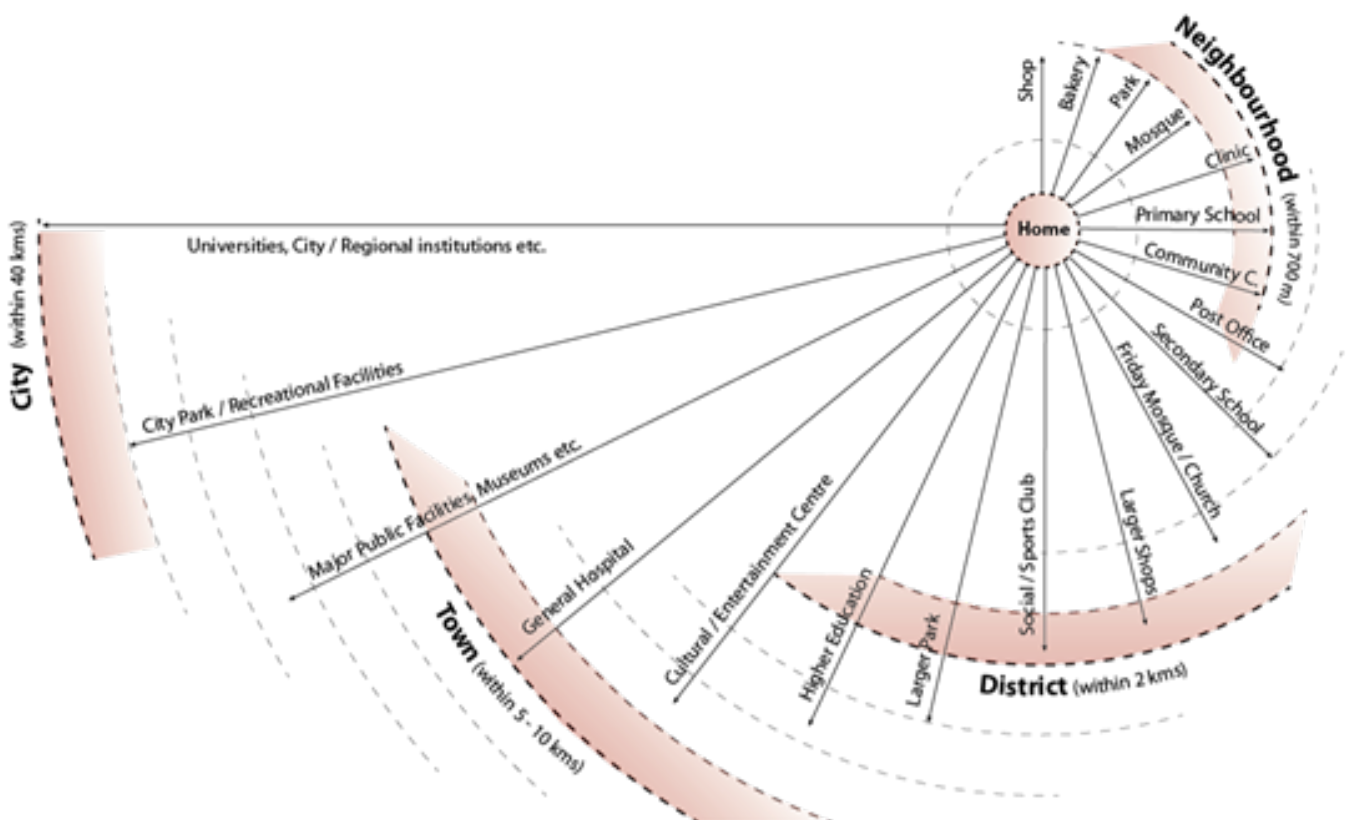 Neighbourhood (within 700 m)
Shop
Bakery
Park
Mosque
Clinic
Primary School
Community C.
Post Office
Secondary School
Friday Mosque / Church
Larger Shops
Social / Sports Club
Larger Park
Higher Education
Cultural / Entertainment Centre
General Hospital
Major Public Facilities, Museums etc.
City Park / Recreational Facilities
Universities, City / Regional institutions etc.
Home
District (within 2 kms)
Town (within 5 - 10 kms)
City (within 40 kms)